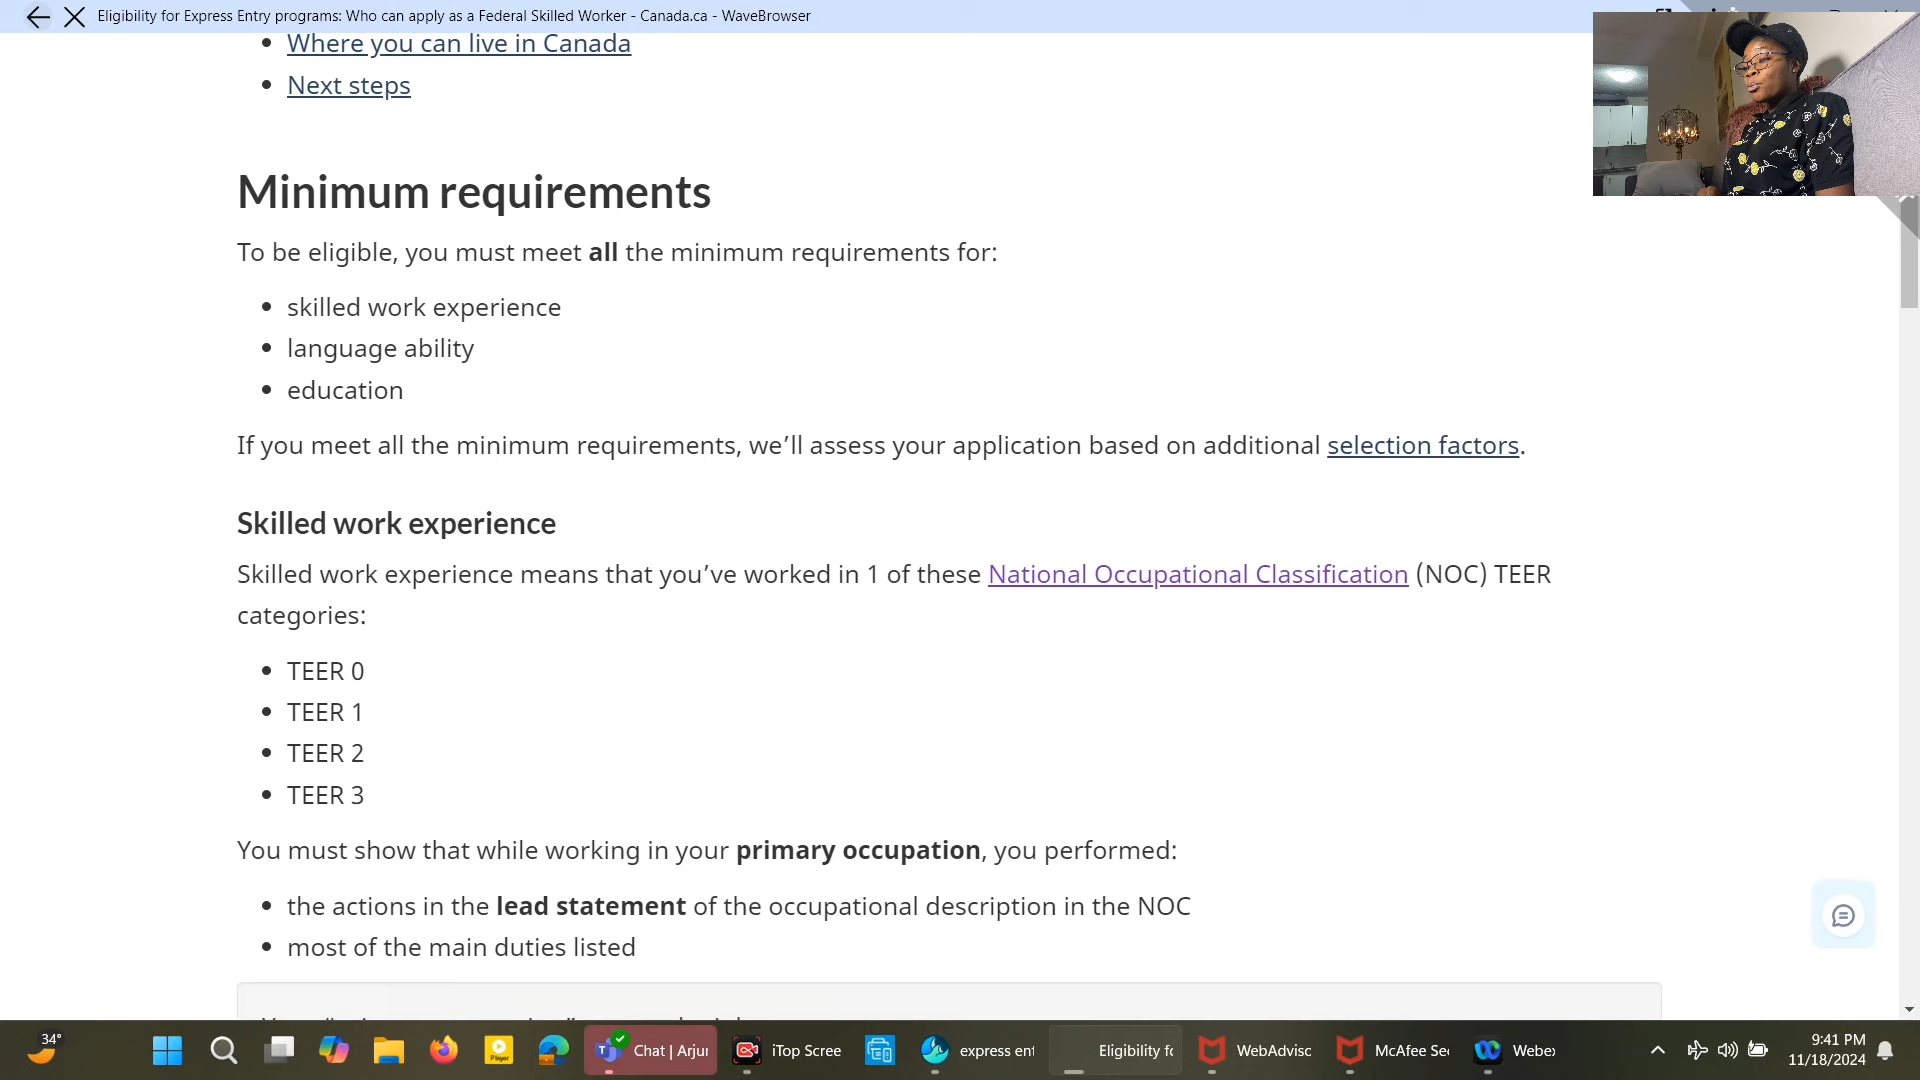 Eligibility for Express Entry programs: Who can apply as a Federal Skilled Worker - Canada.ca - WaveBrowser
Where you can live in Canada
Next steps
Minimum requirements
To be eligible, you must meet all the minimum requirements for:
skilled work experience
language ability
education
If you meet all the minimum requirements, we’ll assess your application based on additional selection factors.
Skilled work experience
Skilled work experience means that you’ve worked in 1 of these National Occupational Classification (NOC) TEER
categories:
TEER 0
TEER 1
TEER 2
TEER 3
You must show that while working in your primary occupation, you performed:
the actions in the lead statement of the occupational description in the NOC
most of the main duties listed
34°
Player
Chat | Arju
iTop Scree
express ent
Eligibility fo
WebAdvisc
McAfee Se
Webex
9:41 PM
11/18/2024